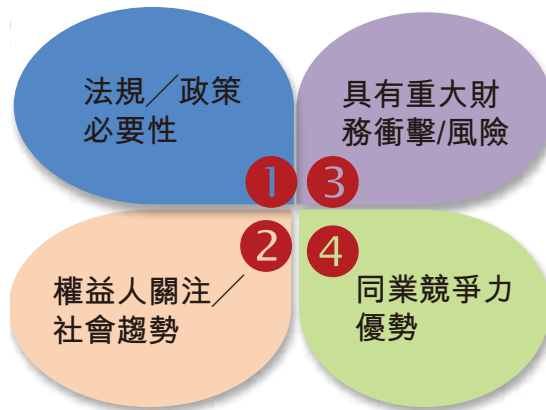 法規／政策
必要性
1
權益人關注／
社會趨勢
2
具有重大財
務衝擊/風險
3
同業競爭力
優勢
4